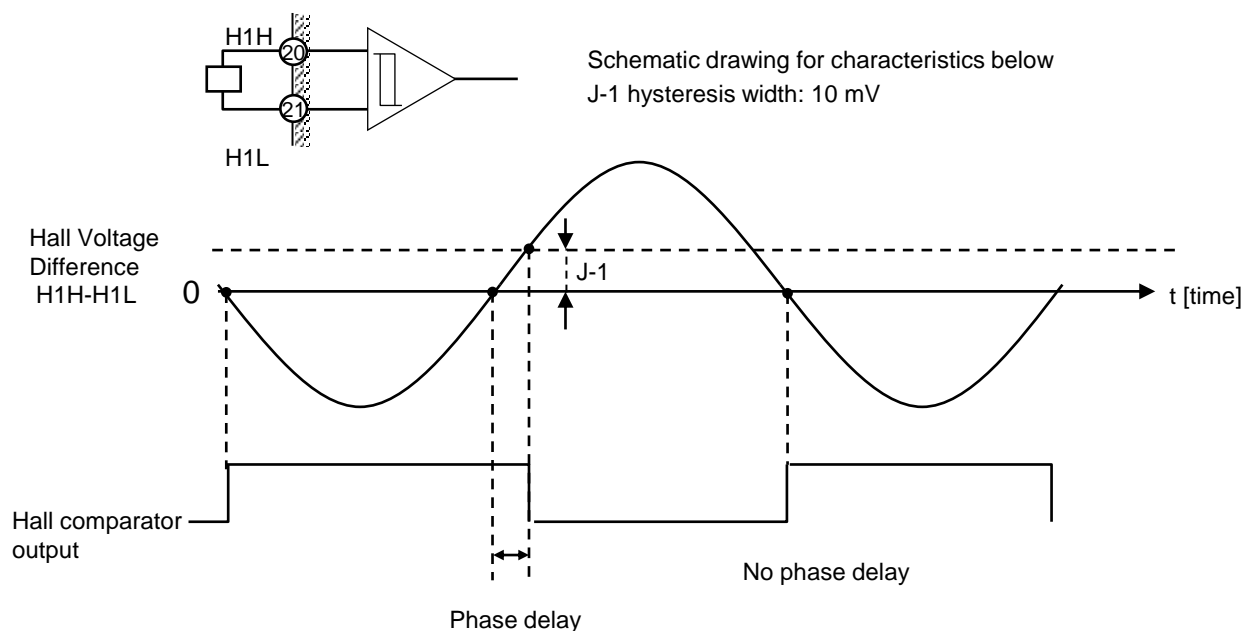 H1H
20
21
H1L
Schematic drawing for characteristics below
J-1 hysteresis width: 10 mV
Hall Voltage
Difference
H1H-H1L
0
J-1
t [time]
Hall comparator
output
No phase delay
Phase delay